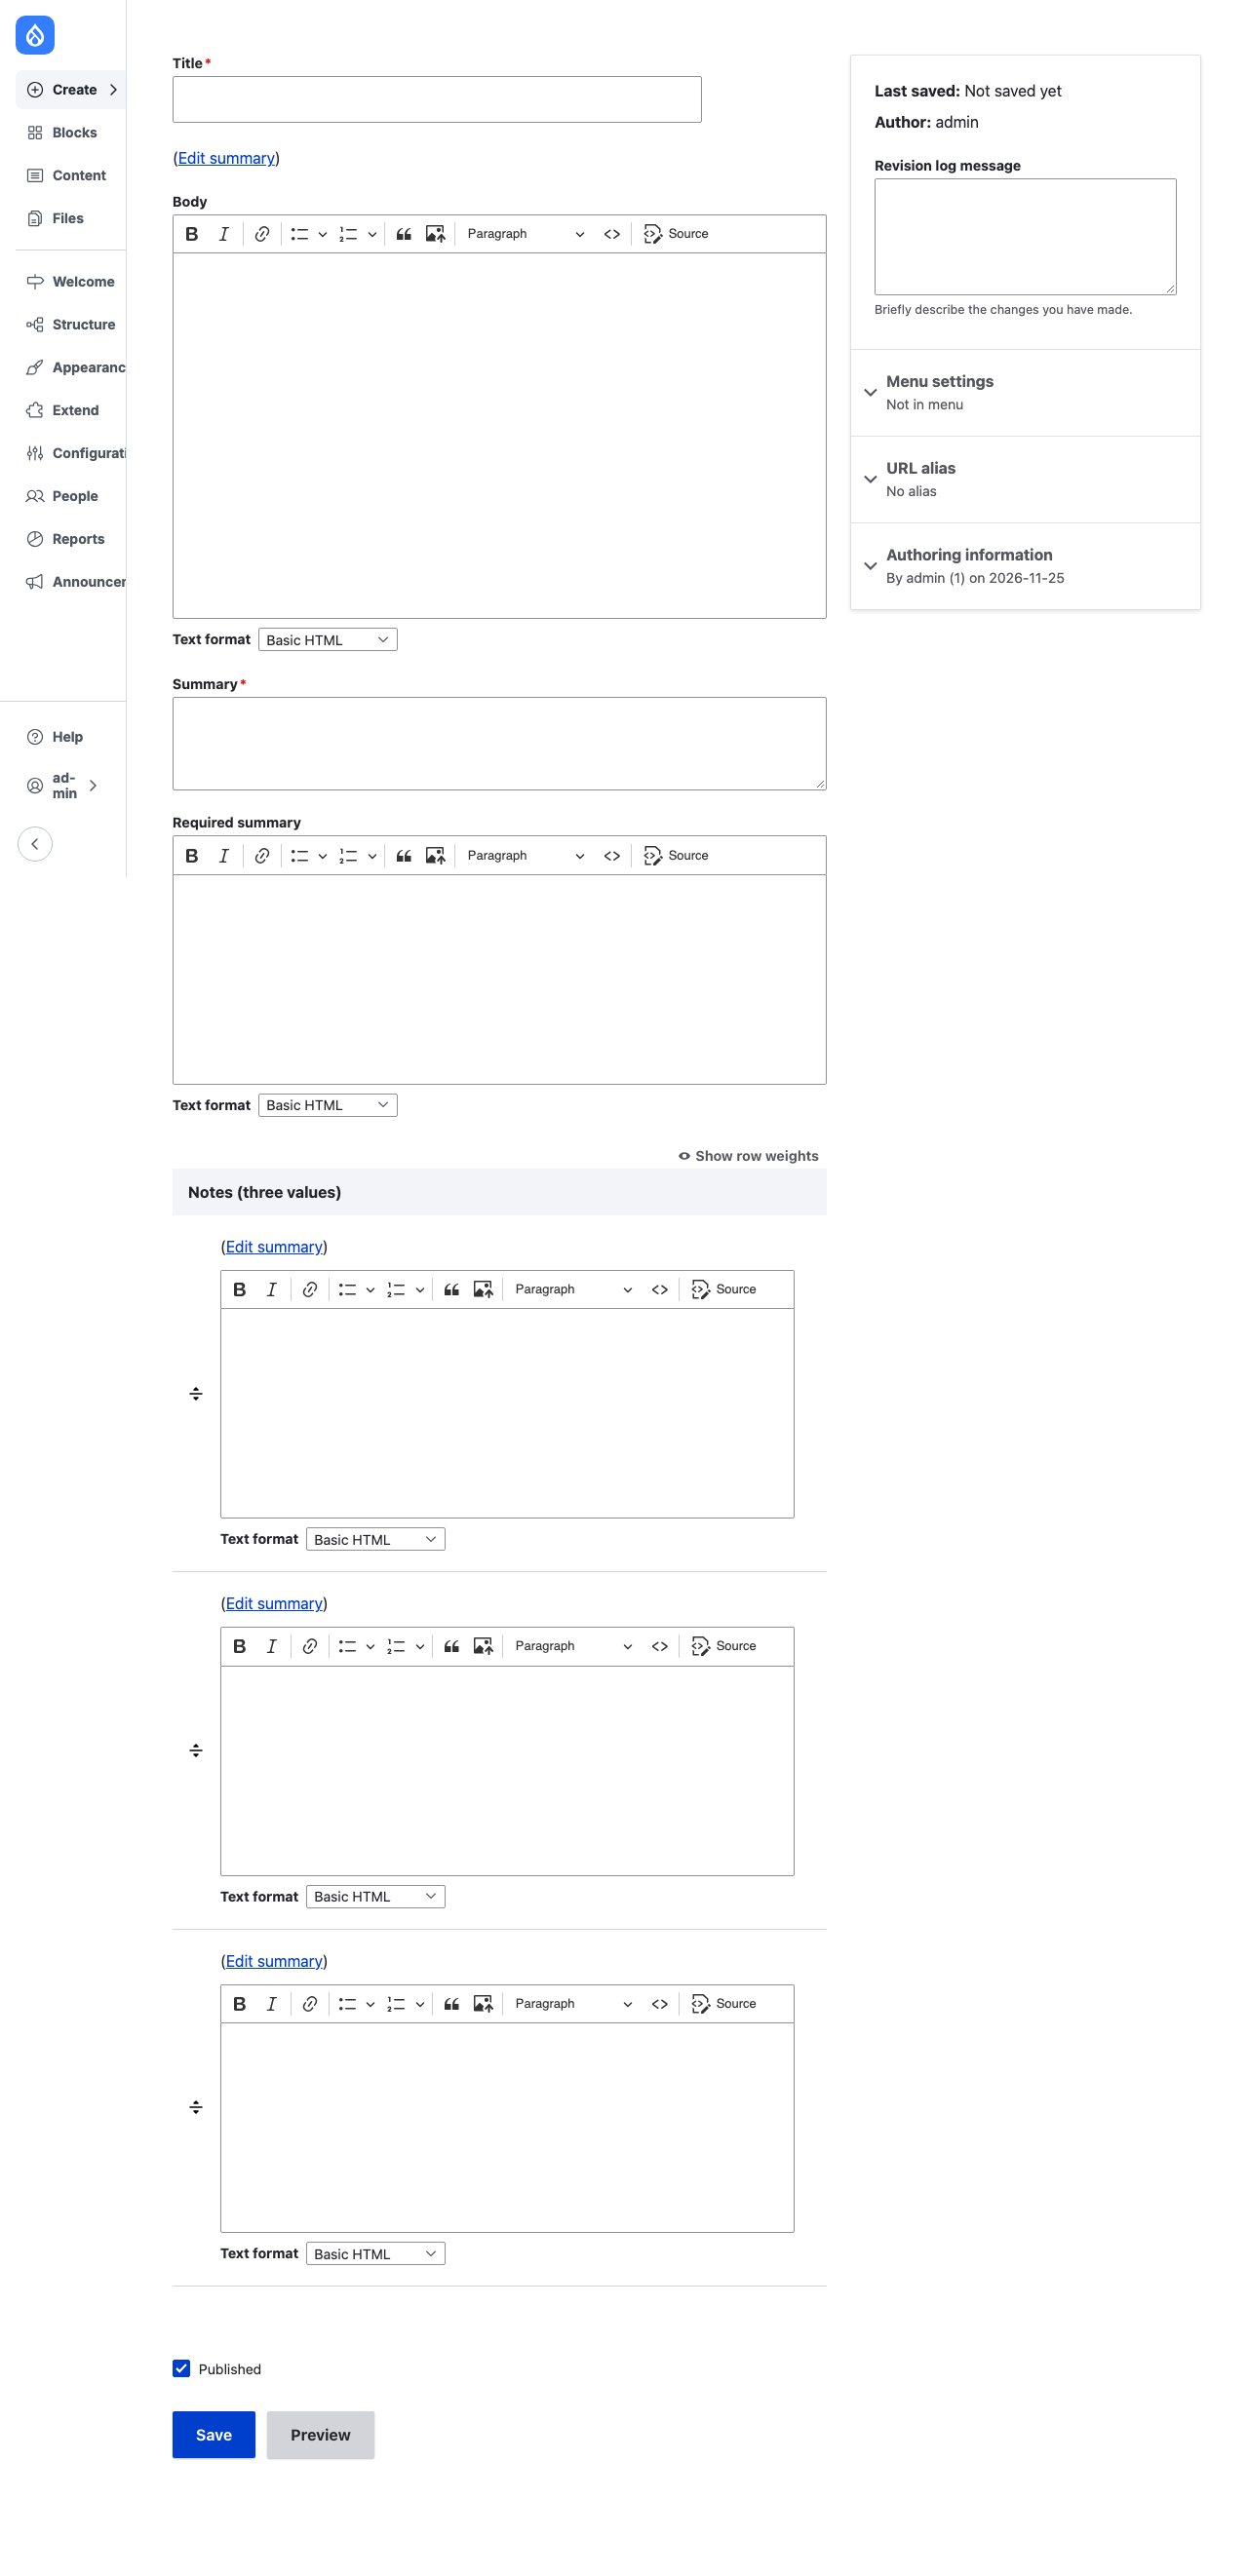 Create
Blocks
Content
Files
Welcome
Structure
Appearanc
Extend
Configurati
People
Reports
Announcer
Help
ad-
min
Title*
(Edit summary)
Body
Paragraph
Source
Text format Basic HTML
Summary*
Required summary
Paragraph
Source
Text format Basic HTML
Show row weights
Notes (three values)
(Edit summary)
Paragraph
Source
Text format Basic HTML
(Edit summary)
Paragraph
Source
Text format Basic HTML
(Edit summary)
Paragraph
Source
Text format Basic HTML
Published
Save
Preview
Last saved: Not saved yet
Author: admin
Revision log message
Briefly describe the changes you have made.
Menu settings
Not in menu
URL alias
No alias
Authoring information
By admin (1) on 2026-11-25